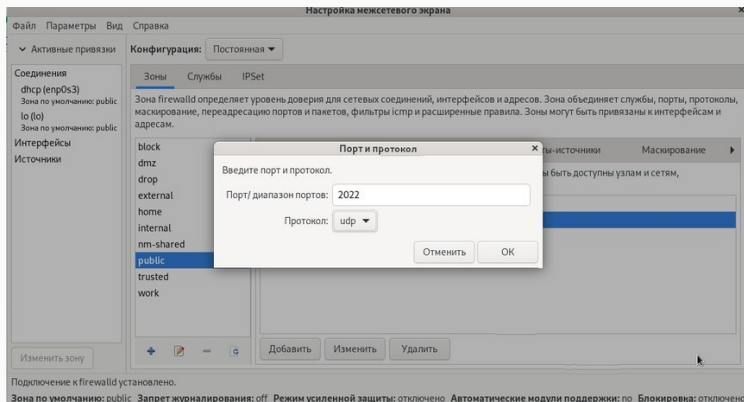 Настройка межсетевого экрана
Файл Параметры Вид Справка
Активные привязки
Конфигурация: Постоянная
Соединения
dhcp (enp0s3)
Зона по умолчанию: public
lo (lo)
Зона по умолчанию: public
Интерфейсы
Источники
Изменить зону
Зоны Службы IPSet
Зона firewalld определяет уровень доверия для сетевых соединений, интерфейсов и адресов. Зона объединяет службы, порты, протоколы,
маскирование, переадресацию портов и пакетов, фильтры icmp и расширенные правила. Зоны могут быть привязаны к интерфейсам и
адресам.
block
dmz
drop
external
home
internal
nm-shared
public
trusted
work
ты-источники Маскирование
ы быть доступны узлам и сетям,
Порт и протокол
Введите порт и протокол.
Порт/ диапазон портов: 2022
Протокол: udp
Отменить ОК
Добавить Изменить Удалить
Подключение к firewalld установлено.
Зона по умолчанию: public Запрет журналирования: off Режим усиленной защиты: отключено Автоматические модули поддержки: no Блокировка: отключено